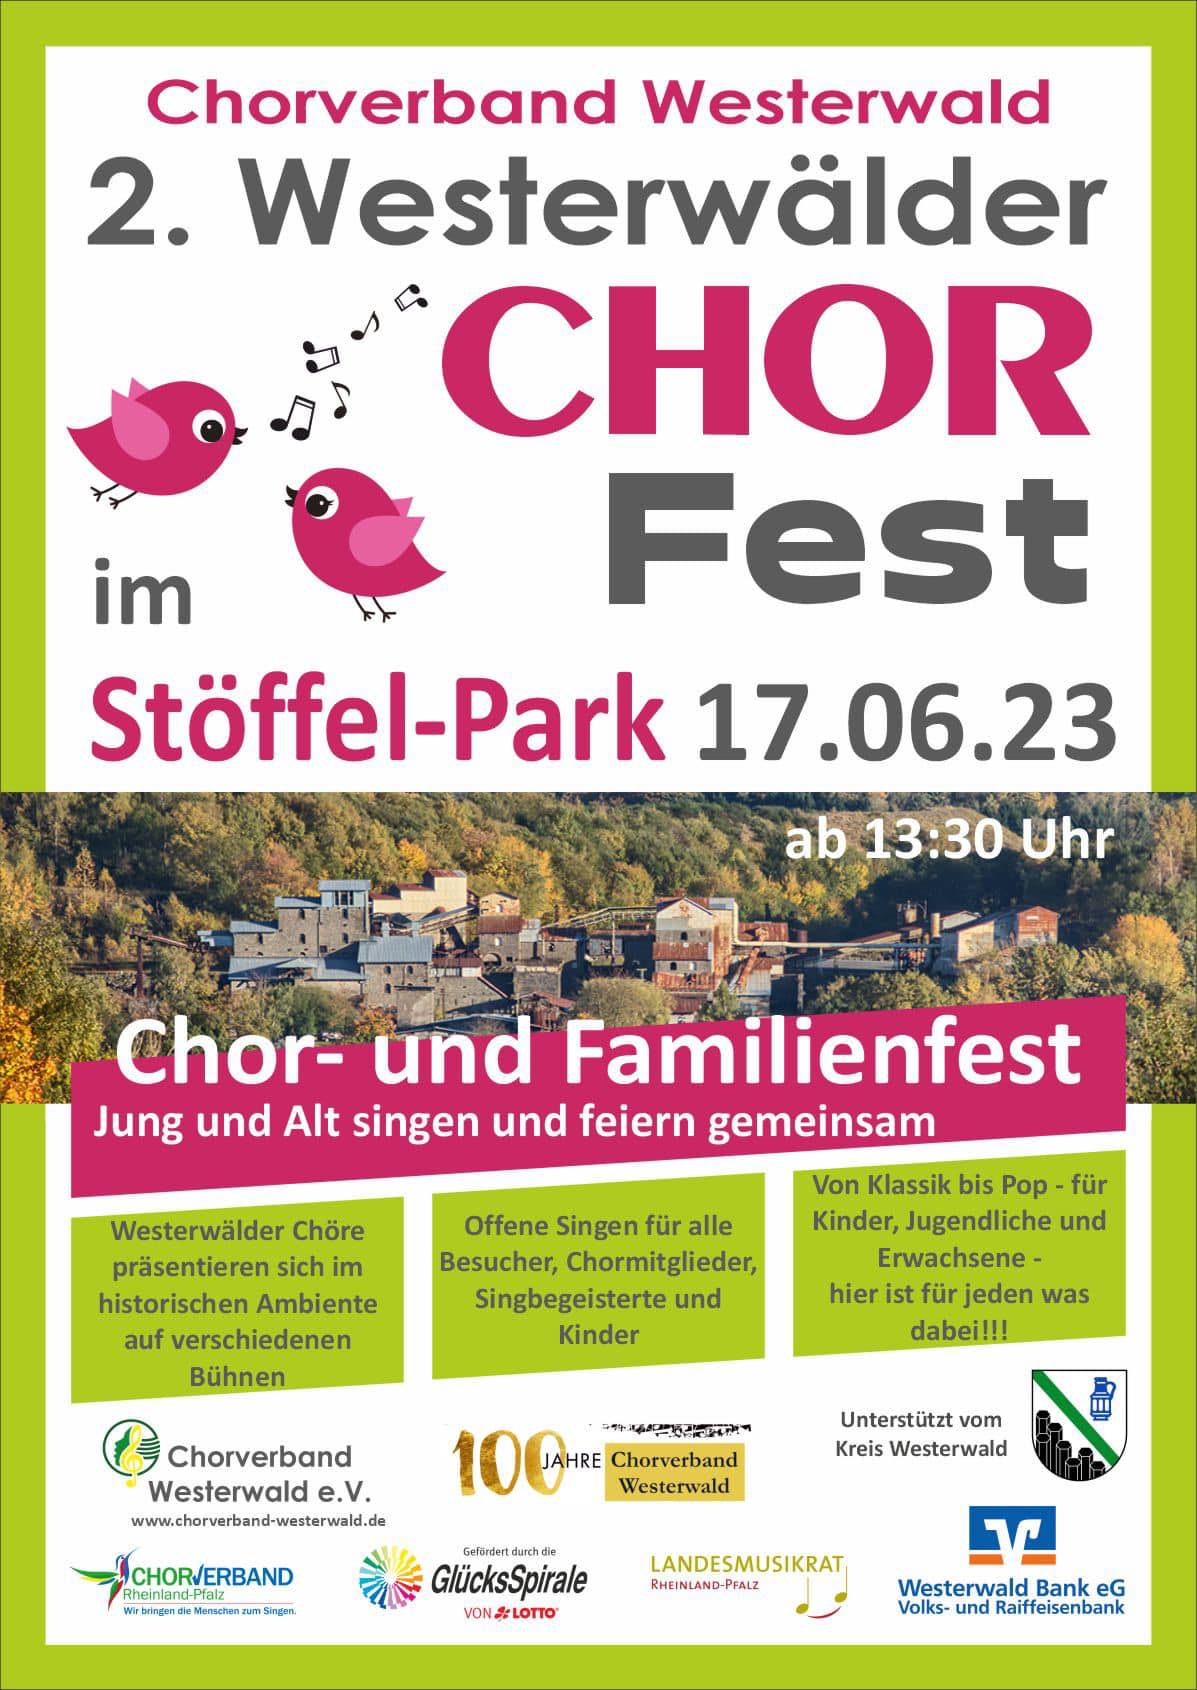 Chorverband Westerwald
2. Westerwälder
CHOR
Fest
im
Stöffel-Park 17.06.23
ab 13:30 Uhr
Chor- und Familienfest
Jung und Alt singen und feiern gemeinsam
Westerwälder Chöre
präsentieren sich im
historischen Ambiente
auf verschiedenen
Bühnen
Offene Singen für alle
Besucher, Chormitglieder,
Singbegeisterte und
Kinder
Von Klassik bis Pop - für
Kinder, Jugendliche und
Erwachsene -
hier ist für jeden was
dabei!!!
Chorverband
Westerwald e.V.
www.chorverband-westerwald.de
100 JAHRE Chorverband
Westerwald
Unterstützt vom
Kreis Westerwald
CHORVERBAND
Rheinland-Pfalz
Wir bringen die Menschen zum Singen.
Gefördert durch die
GlücksSpirale
VON LOTTO
LANDESMUSIKRAT
RHEINLAND-PFALZ
Westerwald Bank eG
Volks- und Raiffeisenbank